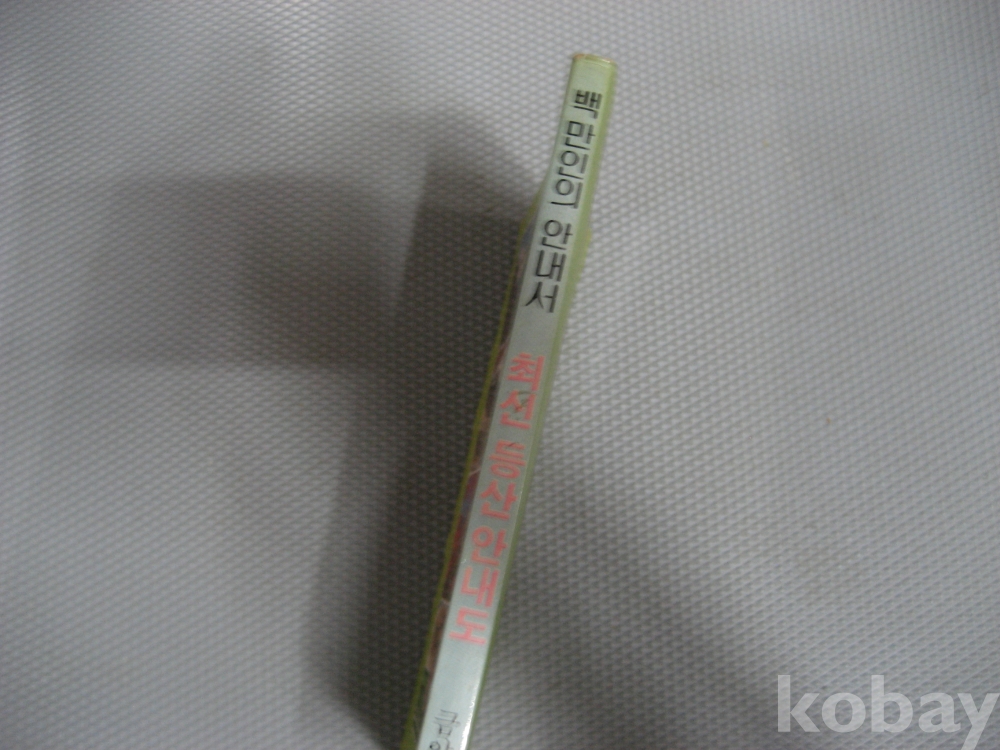 백만인의 안내서
최신 등산안내도
kobay